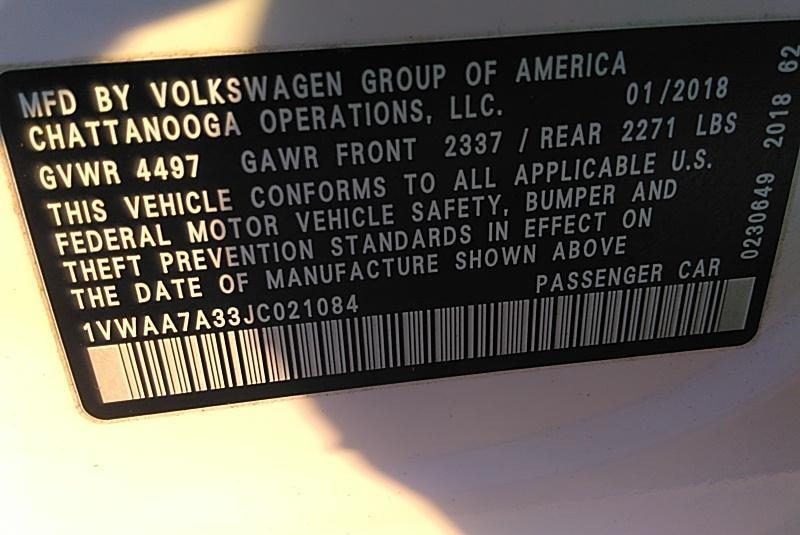 MFD BY VOLKSWAGEN GROUP OF AMERICA
CHATTANOOGA OPERATIONS, LLC. 01/2018
GVWR 4497 GAWR FRONT 2337 / REAR 2271 LBS
THIS VEHICLE CONFORMS TO ALL APPLICABLE U.S.
FEDERAL MOTOR VEHICLE SAFETY, BUMPER AND
THEFT PREVENTION STANDARDS IN EFFECT ON
THE DATE OF MANUFACTURE SHOWN ABOVE
1VWAA7A33JC021084 PASSENGER CAR
0230649 2018 62